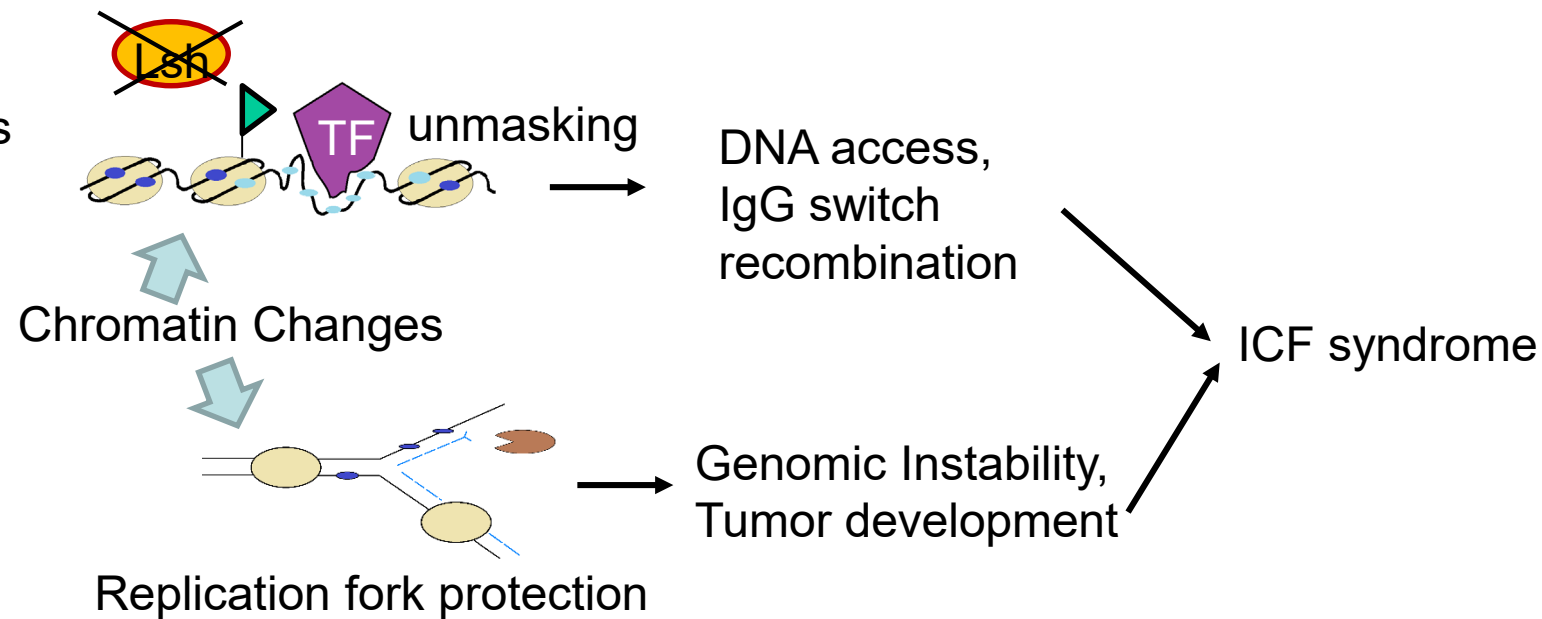 Lsh
s
TF
unmasking
DNA access,
IgG switch
recombination
Chromatin Changes
ICF syndrome
Genomic Instability,
Tumor development
Replication fork protection